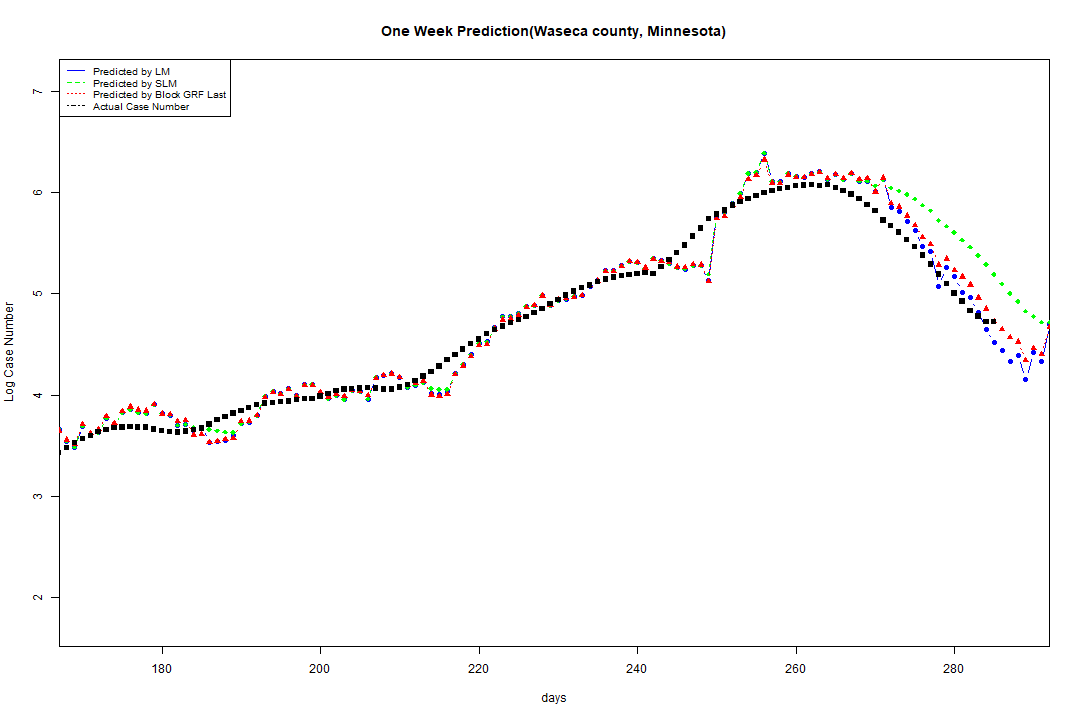 One Week Prediction(Waseca county, Minnesota)
Predicted by LM
Predicted by SLM
Predicted by Block GRF Last
Actual Case Number
7
6
5
4
3
2
Log Case Number
180 200 220 240 260 280
days